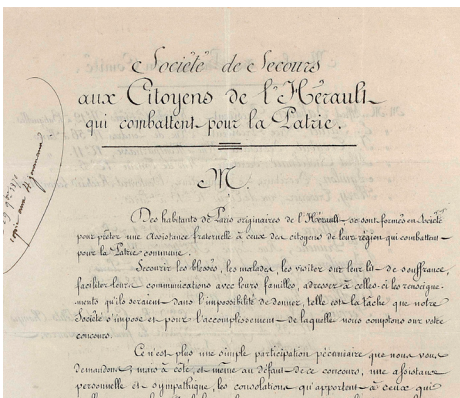 Société de Secours
aux Citoyens de l'Hérault
qui combattent pour la Patrie.
M.
Des habitants de Paris originaires de l'Hérault se sont formés en Société
pour prêter une assistance fraternelle à ceux des citoyens de leur région qui combattent
pour la Patrie commune.
Secourir les blessés, les malades, les visiter sur leur lit de souffrance,
faciliter leurs communications avec leurs familles, adresser à celles-ci les renseigne-
ments qu'ils seraient dans l'impossibilité de donner, telle est la tâche que notre
Société s'impose et pour l'accomplissement de laquelle nous comptons sur votre
concours.
Ce n'est plus une simple participation pécuniaire que nous vous
demandons; mais à côté, et même au défaut de ce concours, une assistance
personnelle et sympathique, les consolations qu'apportent à ceux qui